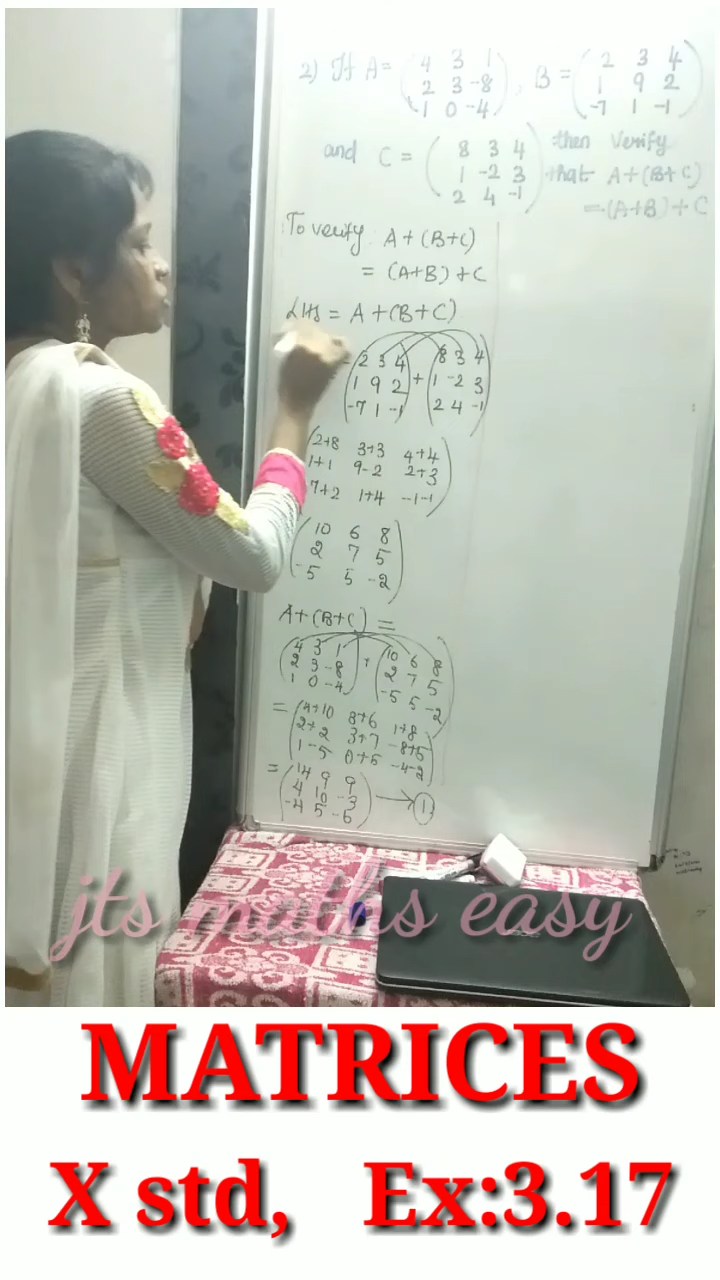 2) If A = ( 4 3 1 , B = ( 2 3 4
2 3 -8 1 9 2
1 0 -4 ) -7 1 -1 )
and C = ( 8 3 4 then verify
1 -2 3 that A+(B+C)
2 4 -1 ) = (A+B)+C
To verify: A+(B+C)
= (A+B)+C
LHS = A+(B+C)
( 2 3 4 + ( 8 3 4
1 9 2 1 -2 3
-7 1 -1 ) 2 4 -1 )
( 2+8 3+3 4+4
1+1 9-2 2+3
7+2 1+4 -1-1 )
( 10 6 8
2 7 5
-5 5 -2 )
A+(B+C) =
( 4 3 1 + ( 10 6 8
2 3 -8 2 7 5
1 0 -4 ) -5 5 -2 )
= ( 4+10 3+6 1+8
2+2 3+7 -8+5
1-5 0+5 -4-2 )
= ( 14 9 9
4 10 -3 → ①
-4 5 -6 )
jts maths easy
MATRICES
X std, Ex:3.17